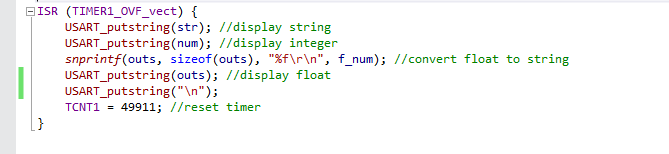 ISR (TIMER1_OVF_vect) {
USART_putstring(str); //display string
USART_putstring(num); //display integer
snprintf(outs, sizeof(outs), "%f\r\n", f_num); //convert float to string
USART_putstring(outs); //display float
USART_putstring("\n");
TCNT1 = 49911; //reset timer
}